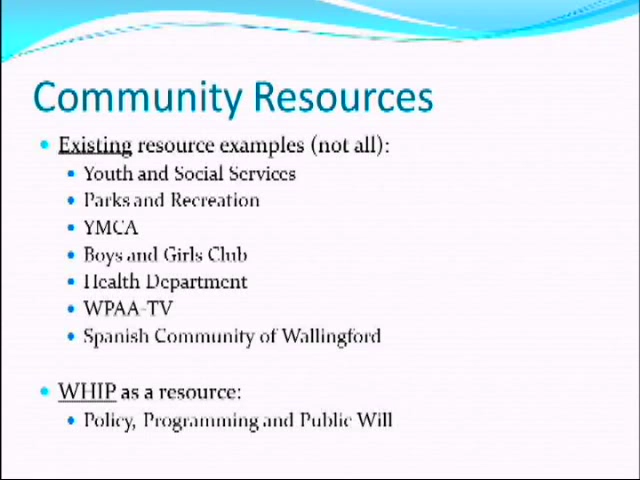 Community Resources
Existing resource examples (not all):
Youth and Social Services
Parks and Recreation
YMCA
Boys and Girls Club
Health Department
WPAA-TV
Spanish Community of Wallingford
WHIP as a resource:
Policy, Programming and Public Will